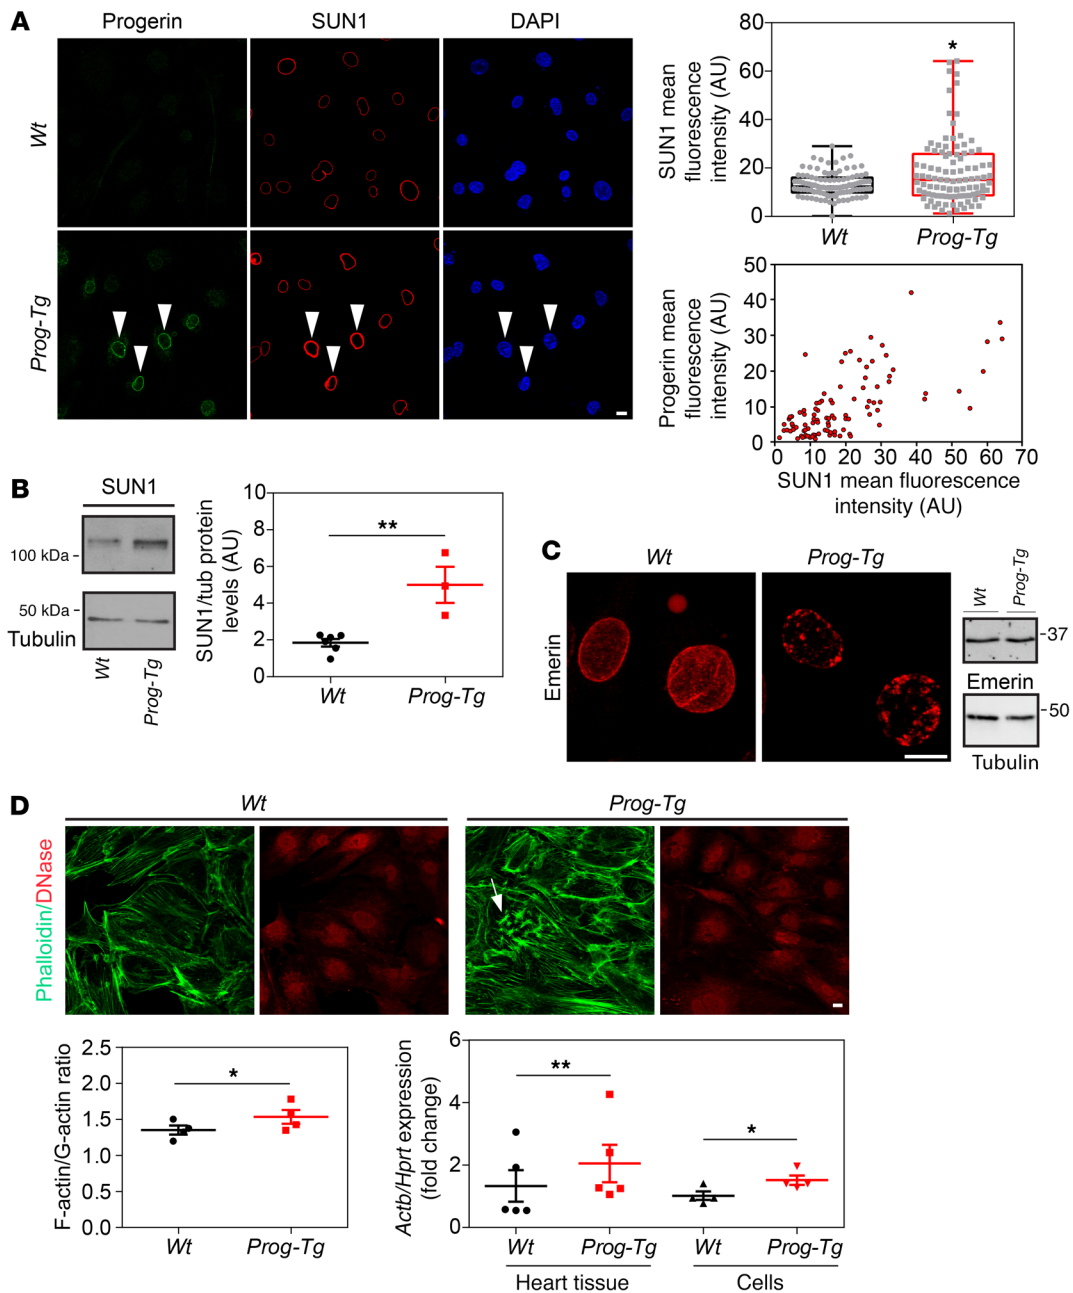 A
Progerin
SUN1
DAPI
Wt
Prog-Tg
SUN1 mean
fluorescence
intensity (AU)
80
60
40
20
0
*
Wt
Prog-Tg
Progerin mean
fluorescence
intensity (AU)
50
40
30
20
10
0
0 10 20 30 40 50 60 70
SUN1 mean fluorescence
intensity (AU)
B
SUN1
100 kDa
50 kDa
Tubulin
Wt
Prog-Tg
SUN1/tub protein
levels (AU)
10
8
6
4
2
0
**
Wt
Prog-Tg
C
Wt
Prog-Tg
Emerin
Wt
Prog-Tg
37
Emerin
50
Tubulin
D
Wt
Prog-Tg
Phalloidin/DNase
F-actin/G-actin ratio
2.5
2.0
1.5
1.0
0.5
0.0
*
Wt
Prog-Tg
Actb/Hprt expression
(fold change)
6
4
2
0
**
*
Wt
Prog-Tg
Wt
Prog-Tg
Heart tissue
Cells